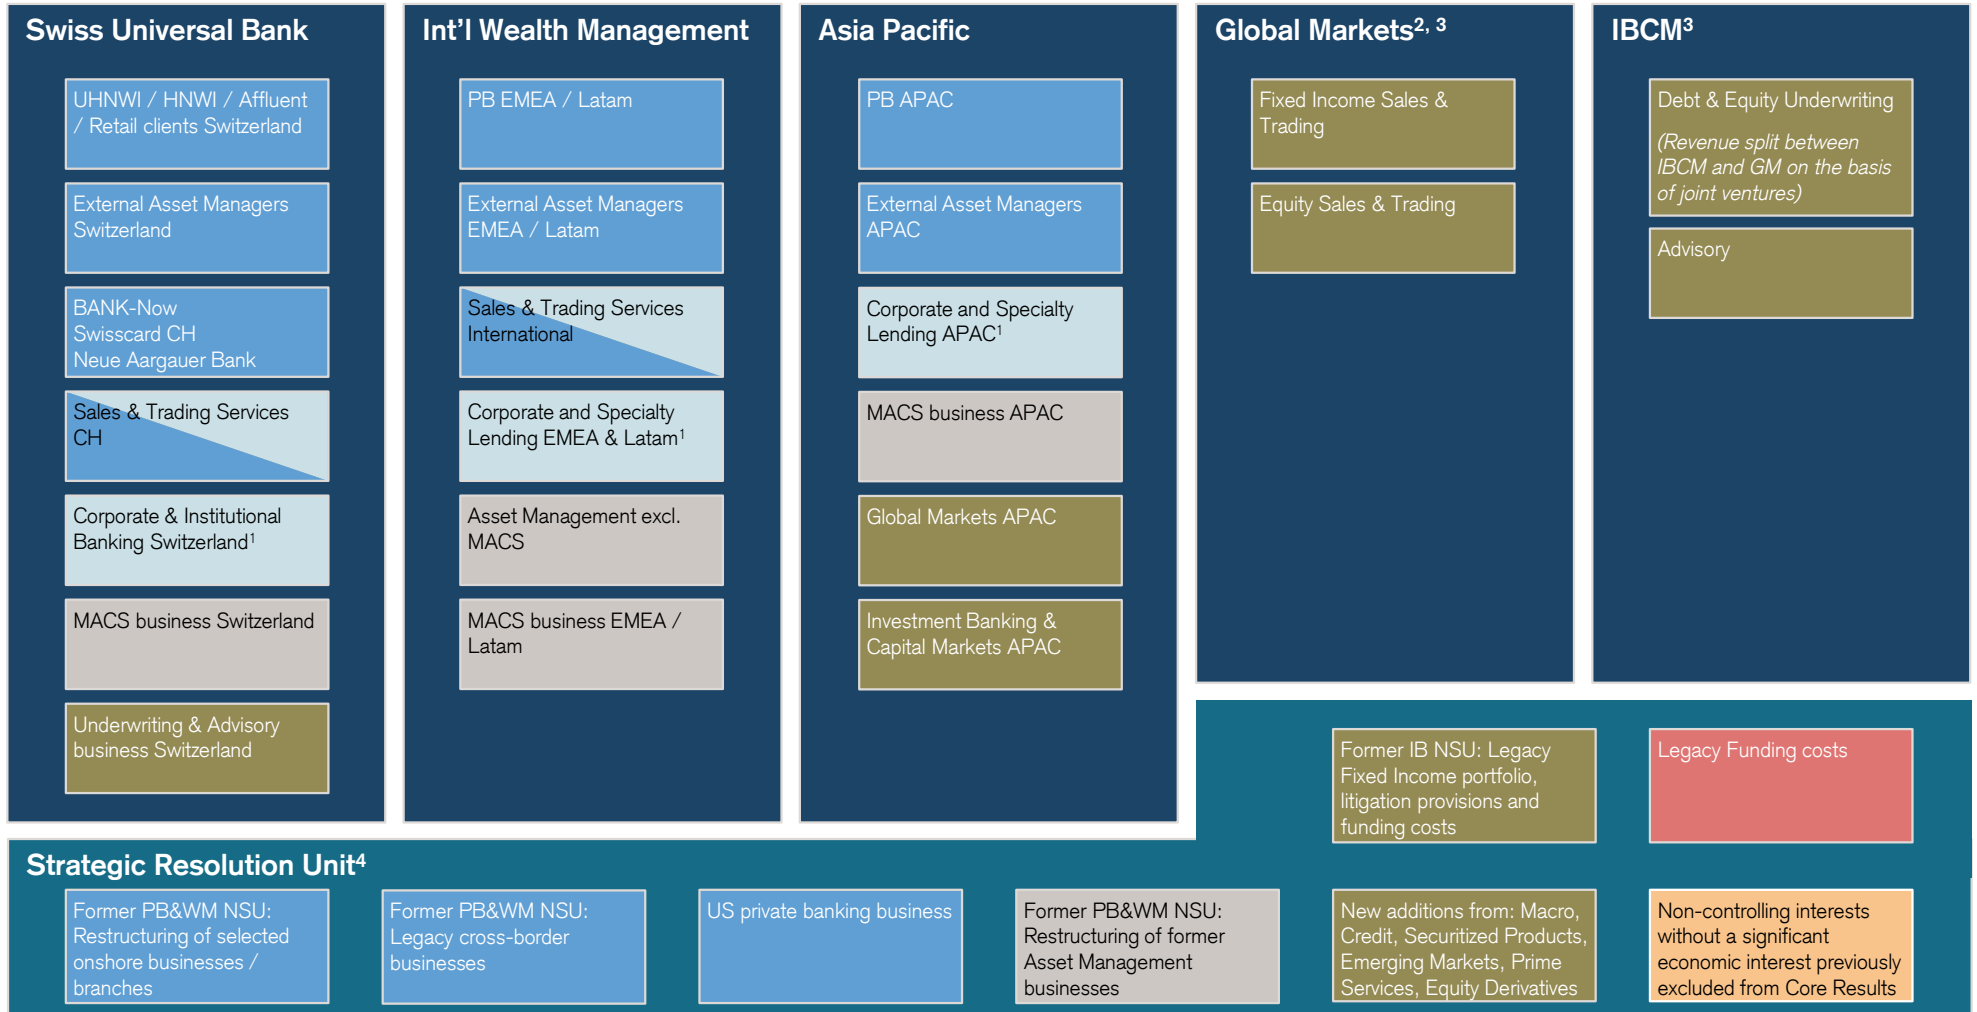 Swiss Universal Bank
UHNWI / HNWI / Affluent
/ Retail clients Switzerland
External Asset Managers
Switzerland
BANK-Now
Swisscard CH
Neue Aargauer Bank
Sales & Trading Services
CH
Corporate & Institutional
Banking Switzerland¹
MACS business Switzerland
Underwriting & Advisory
business Switzerland
Int'l Wealth Management
PB EMEA / Latam
External Asset Managers
EMEA / Latam
Sales & Trading Services
International
Corporate and Specialty
Lending EMEA & Latam¹
Asset Management excl.
MACS
MACS business EMEA /
Latam
Asia Pacific
PB APAC
External Asset Managers
APAC
Corporate and Specialty
Lending APAC¹
MACS business APAC
Global Markets APAC
Investment Banking &
Capital Markets APAC
Global Markets², ³
Fixed Income Sales &
Trading
Equity Sales & Trading
IBCM³
Debt & Equity Underwriting
(Revenue split between
IBCM and GM on the basis
of joint ventures)
Advisory
Former IB NSU: Legacy
Fixed Income portfolio,
litigation provisions and
funding costs
Legacy Funding costs
Strategic Resolution Unit⁴
Former PB&WM NSU:
Restructuring of selected
onshore businesses /
branches
Former PB&WM NSU:
Legacy cross-border
businesses
US private banking business
Former PB&WM NSU:
Restructuring of former
Asset Management
businesses
New additions from: Macro,
Credit, Securitized Products,
Emerging Markets, Prime
Services, Equity Derivatives
Non-controlling interests
without a significant
economic interest previously
excluded from Core Results